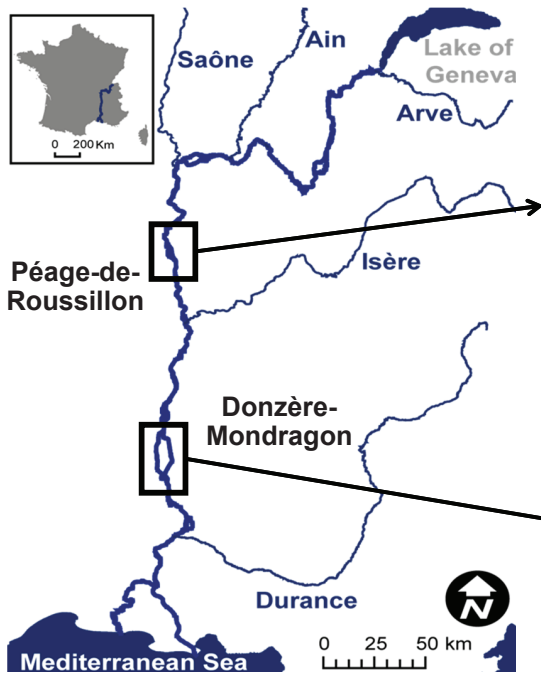 Saône
Ain
Lake of
Geneva
Arve
0 200 Km
Péage-de-
Roussillon
Isère
Donzère-
Mondragon
Durance
N
0 25 50 km
Mediterranean Sea